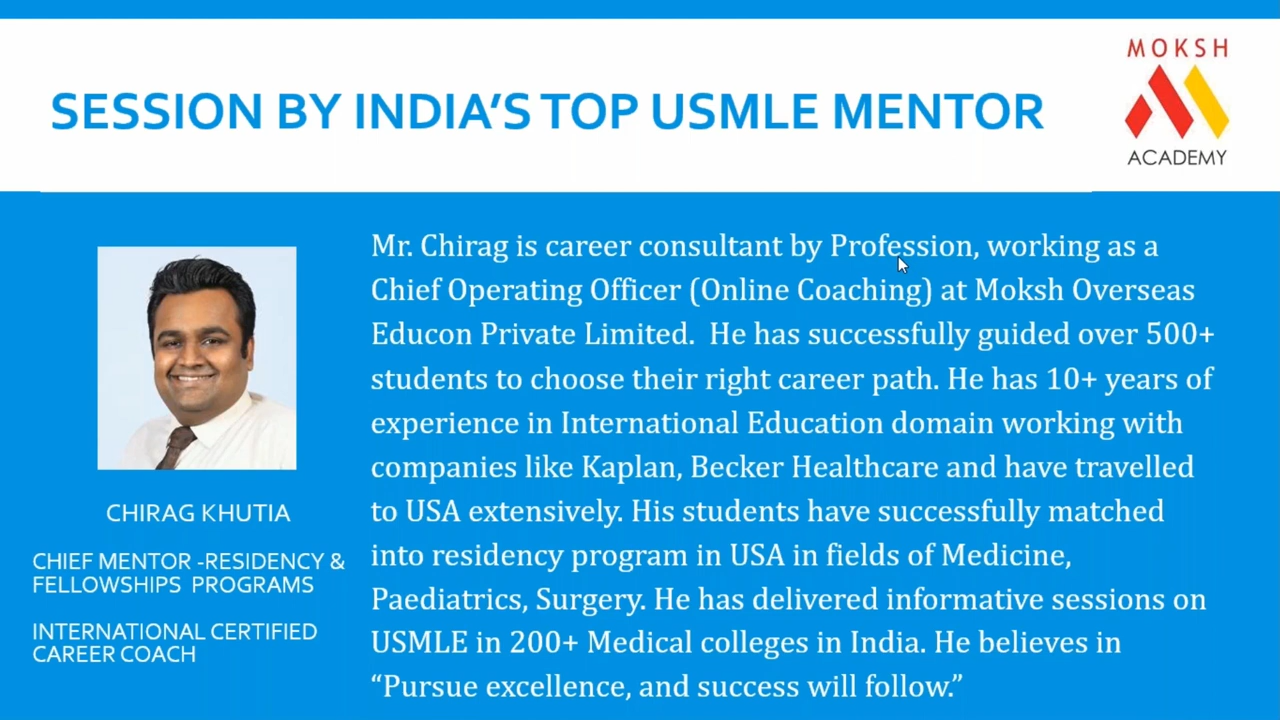 SESSION BY INDIA’S TOP USMLE MENTOR
MOKSH
ACADEMY
CHIRAG KHUTIA
CHIEF MENTOR -RESIDENCY &
FELLOWSHIPS PROGRAMS
INTERNATIONAL CERTIFIED
CAREER COACH
Mr. Chirag is career consultant by Profession, working as a
Chief Operating Officer (Online Coaching) at Moksh Overseas
Educon Private Limited. He has successfully guided over 500+
students to choose their right career path. He has 10+ years of
experience in International Education domain working with
companies like Kaplan, Becker Healthcare and have travelled
to USA extensively. His students have successfully matched
into residency program in USA in fields of Medicine,
Paediatrics, Surgery. He has delivered informative sessions on
USMLE in 200+ Medical colleges in India. He believes in
“Pursue excellence, and success will follow.”